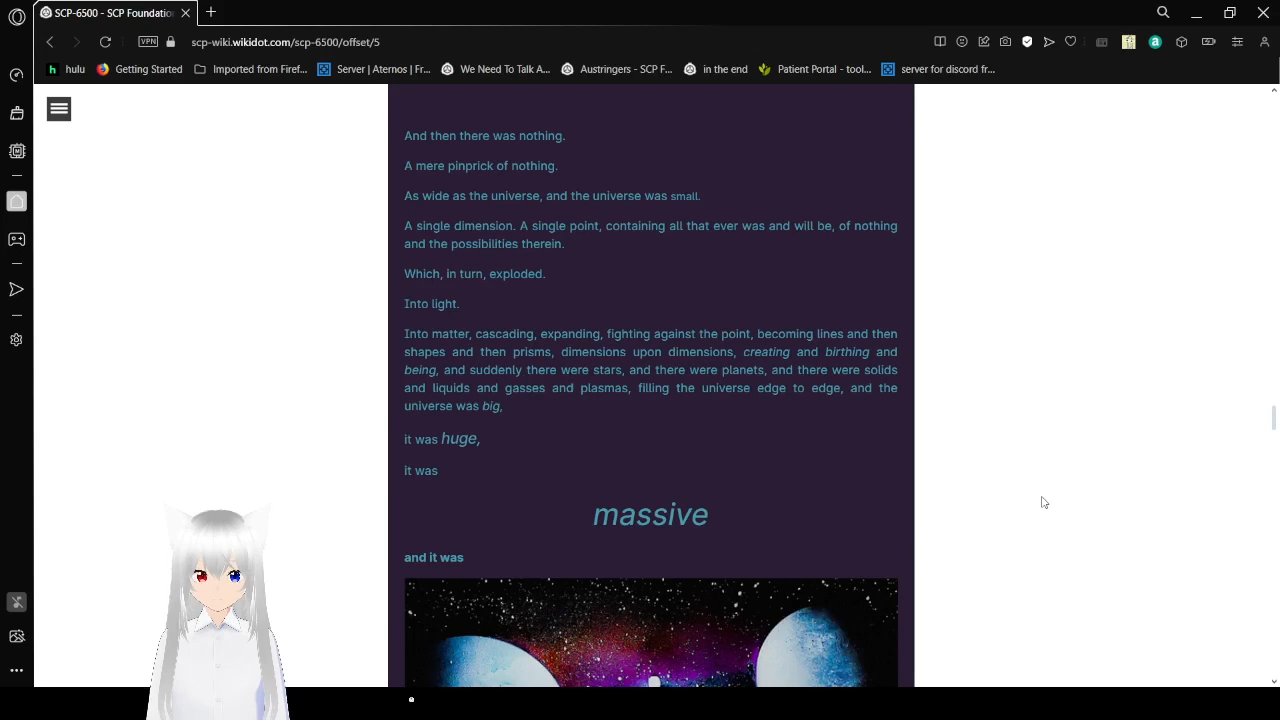 SCP-6500 - SCP Foundatio
VPN scp-wiki.wikidot.com/scp-6500/offset/5
hulu Getting Started Imported from Firef... Server | Aternos | Fr... We Need To Talk A... Austringers - SCP F... in the end Patient Portal - tool... server for discord fr...
And then there was nothing.
A mere pinprick of nothing.
As wide as the universe, and the universe was small.
A single dimension. A single point, containing all that ever was and will be, of nothing
and the possibilities therein.
Which, in turn, exploded.
Into light.
Into matter, cascading, expanding, fighting against the point, becoming lines and then
shapes and then prisms, dimensions upon dimensions, creating and birthing and
being, and suddenly there were stars, and there were planets, and there were solids
and liquids and gasses and plasmas, filling the universe edge to edge, and the
universe was big,
it was huge,
it was
massive
and it was